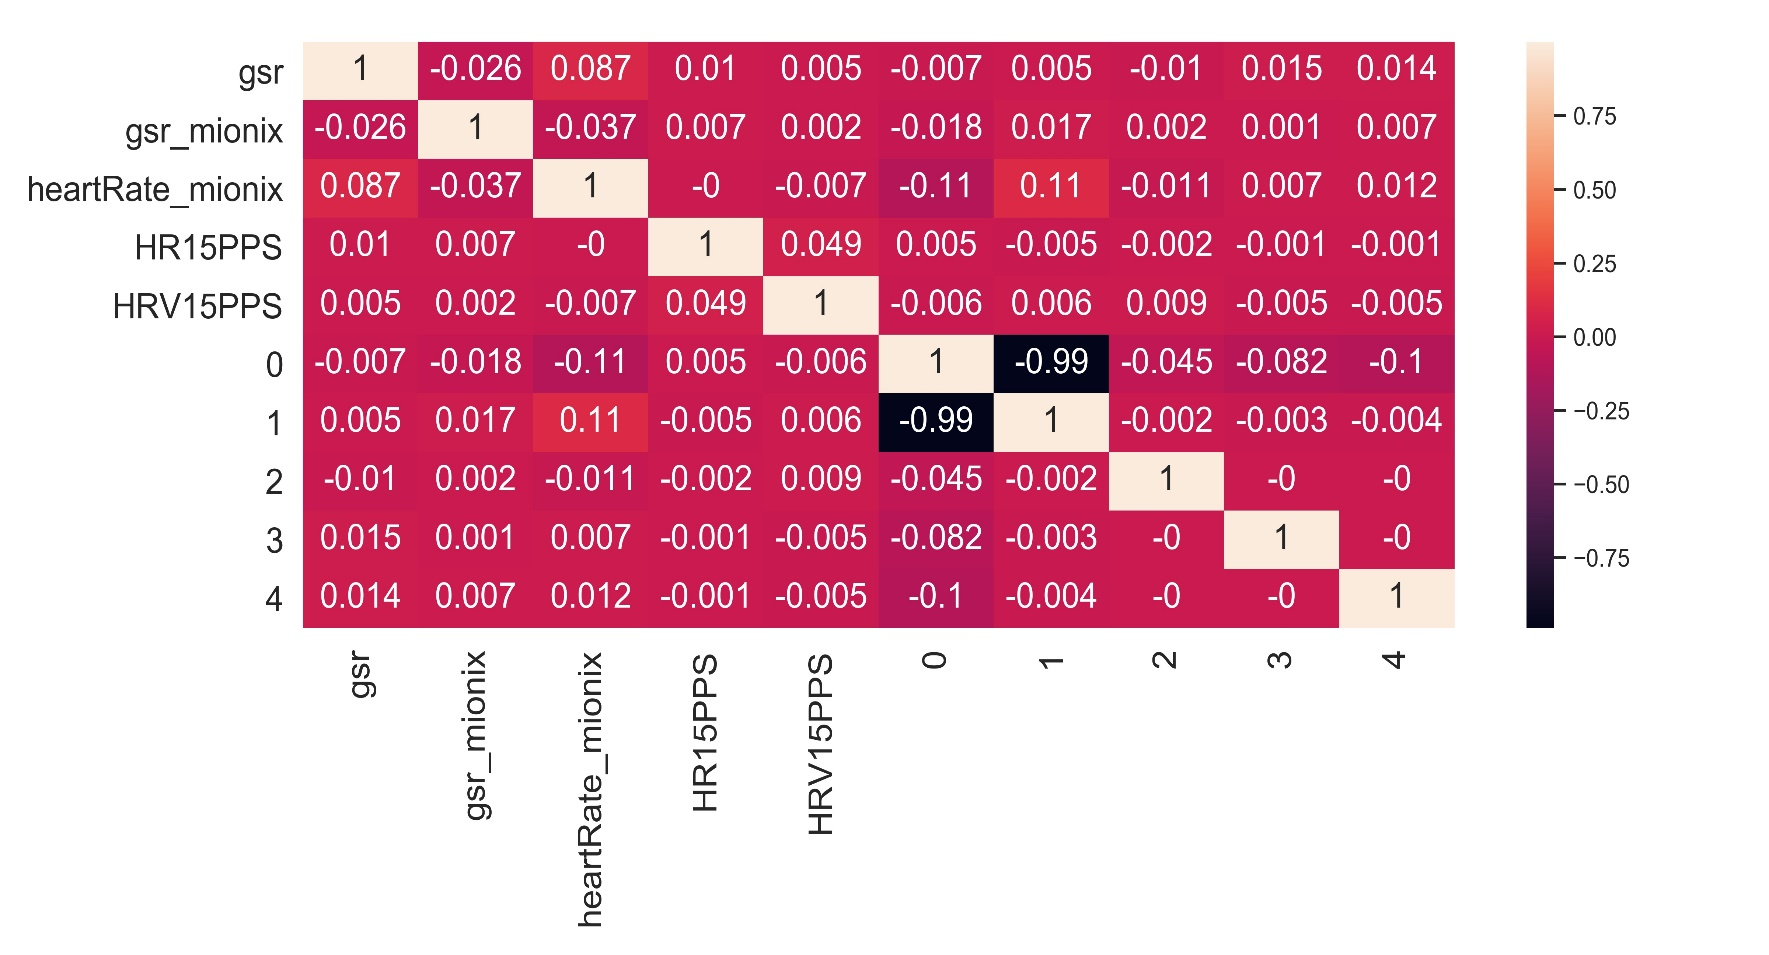 gsr 1 -0.026 0.087 0.01 0.005 -0.007 0.005 -0.01 0.015 0.014
gsr_mionix -0.026 1 -0.037 0.007 0.002 -0.018 0.017 0.002 0.001 0.007
heartRate_mionix 0.087 -0.037 1 -0 -0.007 -0.11 0.11 -0.011 0.007 0.012
HR15PPS 0.01 0.007 -0 1 0.049 0.005 -0.005 -0.002 -0.001 -0.001
HRV15PPS 0.005 0.002 -0.007 0.049 1 -0.006 0.006 0.009 -0.005 -0.005
0 -0.007 -0.018 -0.11 0.005 -0.006 1 -0.99 -0.045 -0.082 -0.1
1 0.005 0.017 0.11 -0.005 0.006 -0.99 1 -0.002 -0.003 -0.004
2 -0.01 0.002 -0.011 -0.002 0.009 -0.045 -0.002 1 -0 -0
3 0.015 0.001 0.007 -0.001 -0.005 -0.082 -0.003 -0 1 -0
4 0.014 0.007 0.012 -0.001 -0.005 -0.1 -0.004 -0 -0 1
gsr gsr_mionix heartRate_mionix HR15PPS HRV15PPS 0 1 2 3 4
0.75
0.50
0.25
0.00
−0.25
−0.50
−0.75